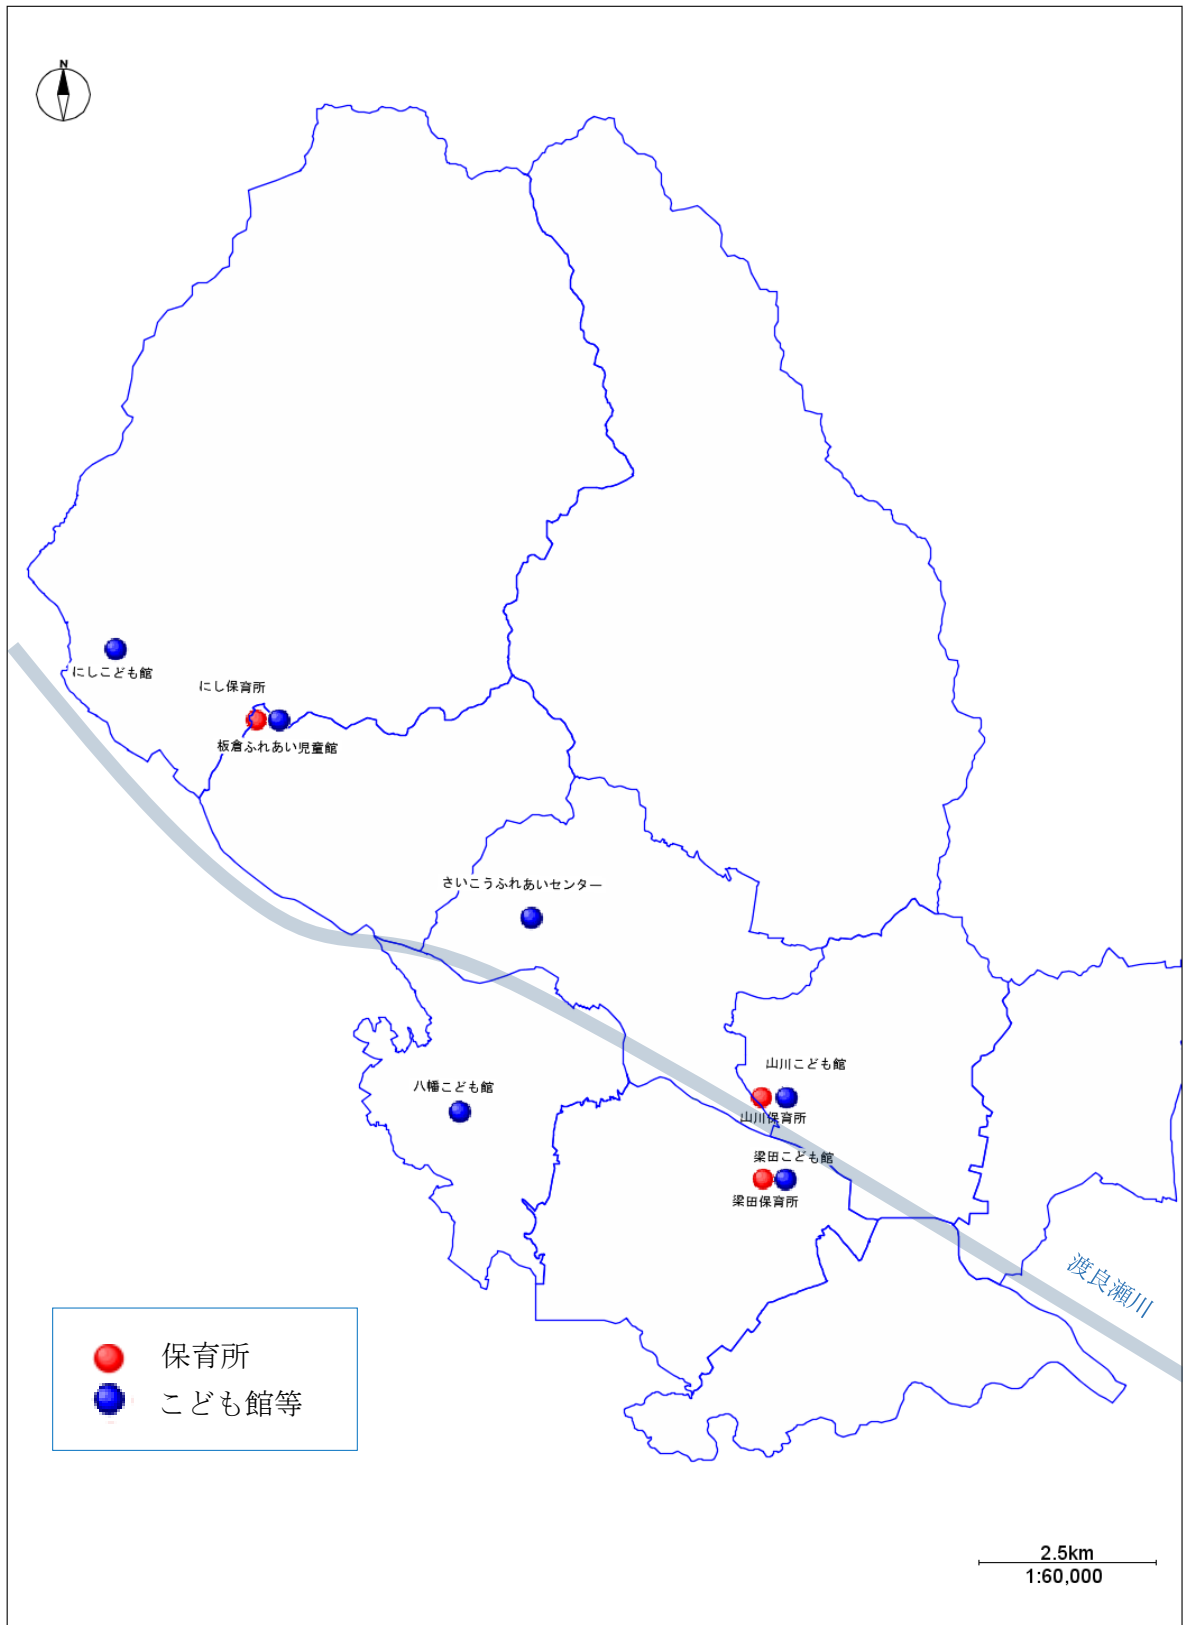 N
にしこども館
にし保育所
板倉ふれあい児童館
さいこうふれあいセンター
八幡こども館
山川こども館
山川保育所
梁田こども館
梁田保育所
渡良瀬川
保育所
こども館等
2.5km
1:60,000